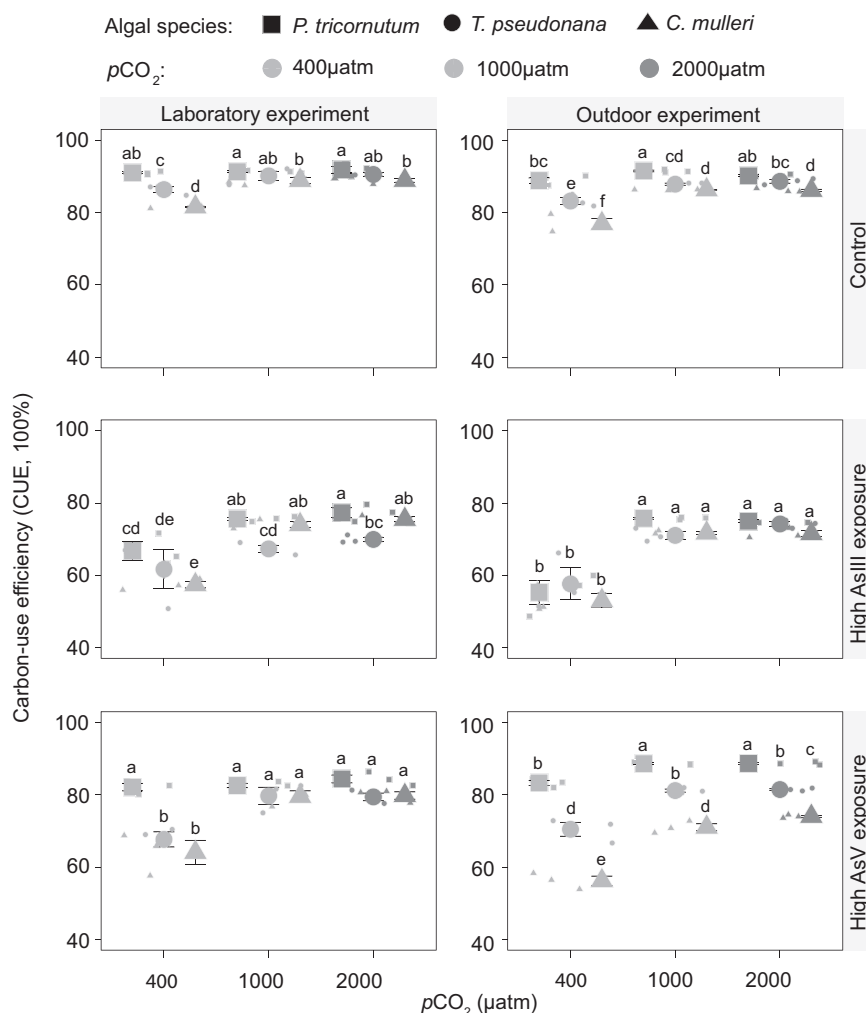 Algal species: P. tricornutum T. pseudonana C. mulleri
pCO₂: 400µatm 1000µatm 2000µatm
Laboratory experiment Outdoor experiment
Carbon-use efficiency (CUE, 100%)
100
80
60
40
ab c d a ab b a ab b
100
80
60
40
bc e f a cd d ab bc d
Control
100
80
60
40
cd de e ab cd ab a bc ab
100
80
60
40
b b b a a a a a a
High AsIII exposure
100
80
60
40
a b b a a a a a a
100
80
60
40
b d e a b d a b c
High AsV exposure
400 1000 2000 400 1000 2000
pCO₂ (µatm)